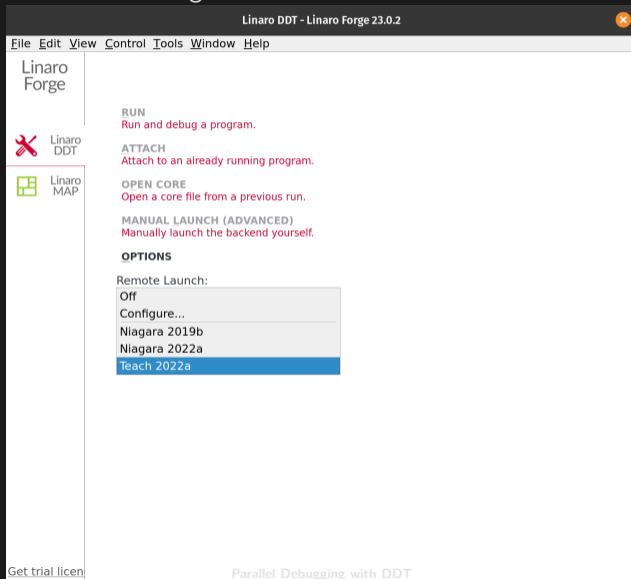 Linaro DDT - Linaro Forge 23.0.2
File Edit View Control Tools Window Help
Linaro
Forge
Linaro
DDT
Linaro
MAP
RUN
Run and debug a program.
ATTACH
Attach to an already running program.
OPEN CORE
Open a core file from a previous run.
MANUAL LAUNCH (ADVANCED)
Manually launch the backend yourself.
OPTIONS
Remote Launch:
Off
Configure...
Niagara 2019b
Niagara 2022a
Teach 2022a
Get trial licen
Parallel Debugging with DDT